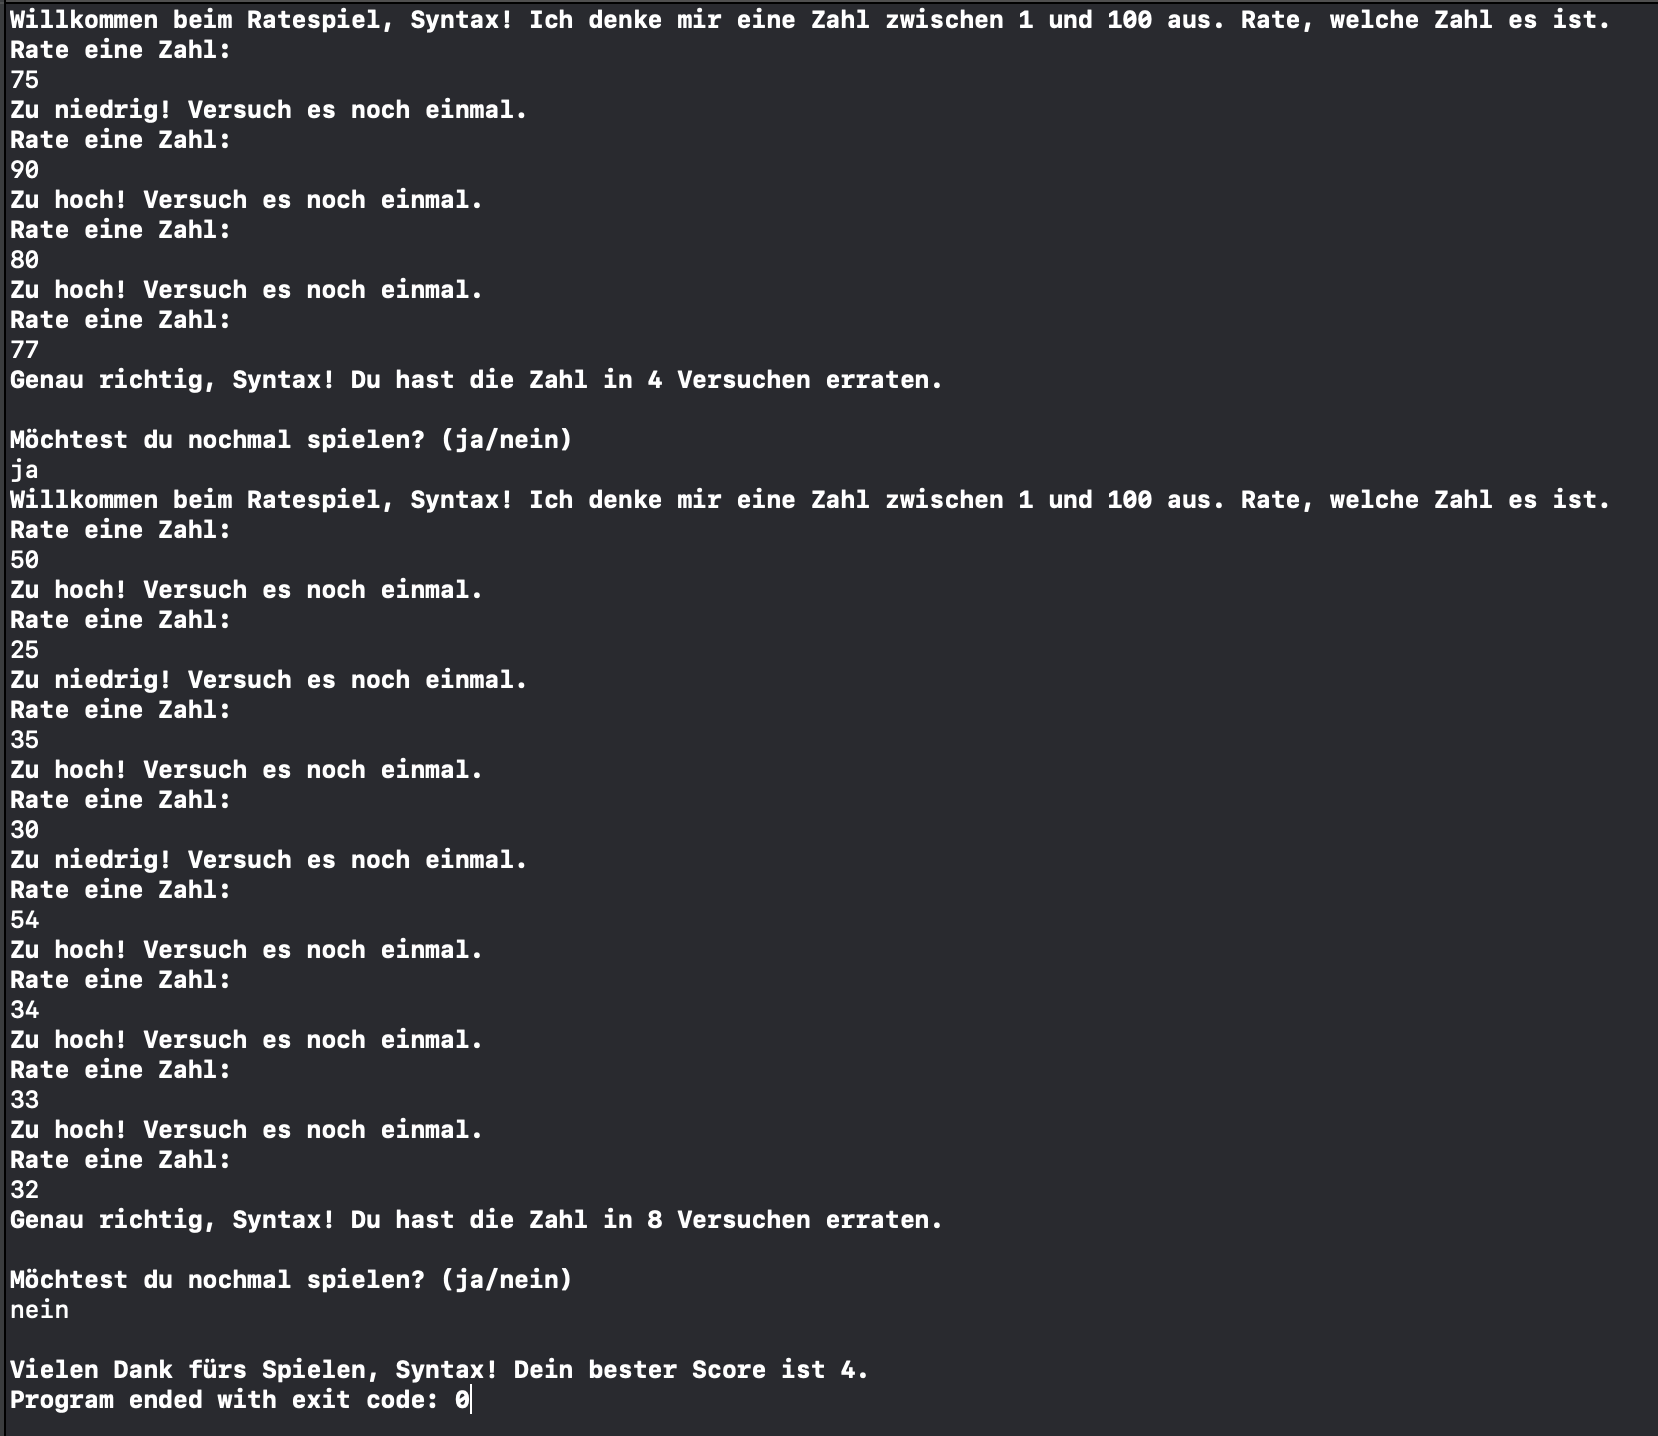 Willkommen beim Ratespiel, Syntax! Ich denke mir eine Zahl zwischen 1 und 100 aus. Rate, welche Zahl es ist.
Rate eine Zahl:
75
Zu niedrig! Versuch es noch einmal.
Rate eine Zahl:
90
Zu hoch! Versuch es noch einmal.
Rate eine Zahl:
80
Zu hoch! Versuch es noch einmal.
Rate eine Zahl:
77
Genau richtig, Syntax! Du hast die Zahl in 4 Versuchen erraten.
Möchtest du nochmal spielen? (ja/nein)
ja
Willkommen beim Ratespiel, Syntax! Ich denke mir eine Zahl zwischen 1 und 100 aus. Rate, welche Zahl es ist.
Rate eine Zahl:
50
Zu hoch! Versuch es noch einmal.
Rate eine Zahl:
25
Zu niedrig! Versuch es noch einmal.
Rate eine Zahl:
35
Zu hoch! Versuch es noch einmal.
Rate eine Zahl:
30
Zu niedrig! Versuch es noch einmal.
Rate eine Zahl:
54
Zu hoch! Versuch es noch einmal.
Rate eine Zahl:
34
Zu hoch! Versuch es noch einmal.
Rate eine Zahl:
33
Zu hoch! Versuch es noch einmal.
Rate eine Zahl:
32
Genau richtig, Syntax! Du hast die Zahl in 8 Versuchen erraten.
Möchtest du nochmal spielen? (ja/nein)
nein
Vielen Dank fürs Spielen, Syntax! Dein bester Score ist 4.
Program ended with exit code: 0